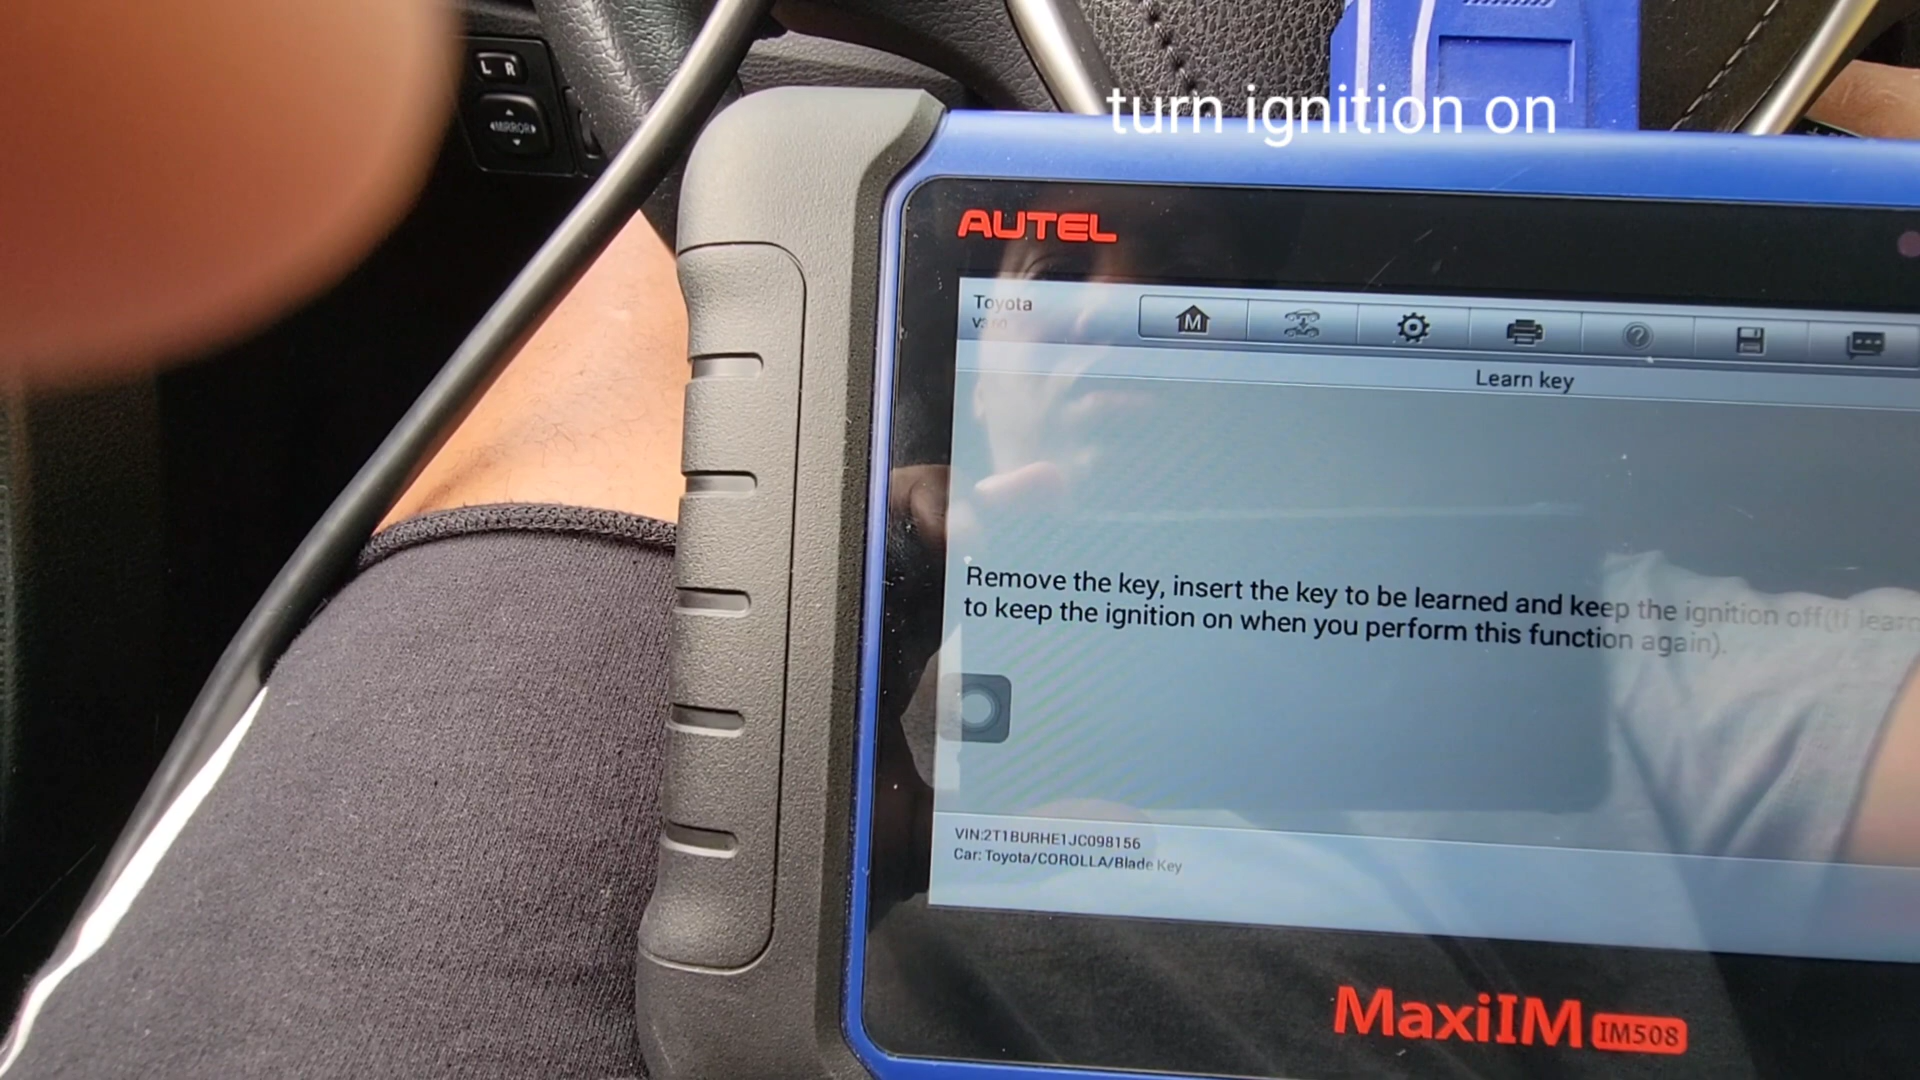 turn ignition on
L R
MIRROR
AUTEL
Toyota
M
Learn key
Remove the key, insert the key to be learned and keep the ignition off(If learn
to keep the ignition on when you perform this function again).
VIN:2T1BURHE1JC098156
Car: Toyota/COROLLA/Blade Key
MaxiIM IM508